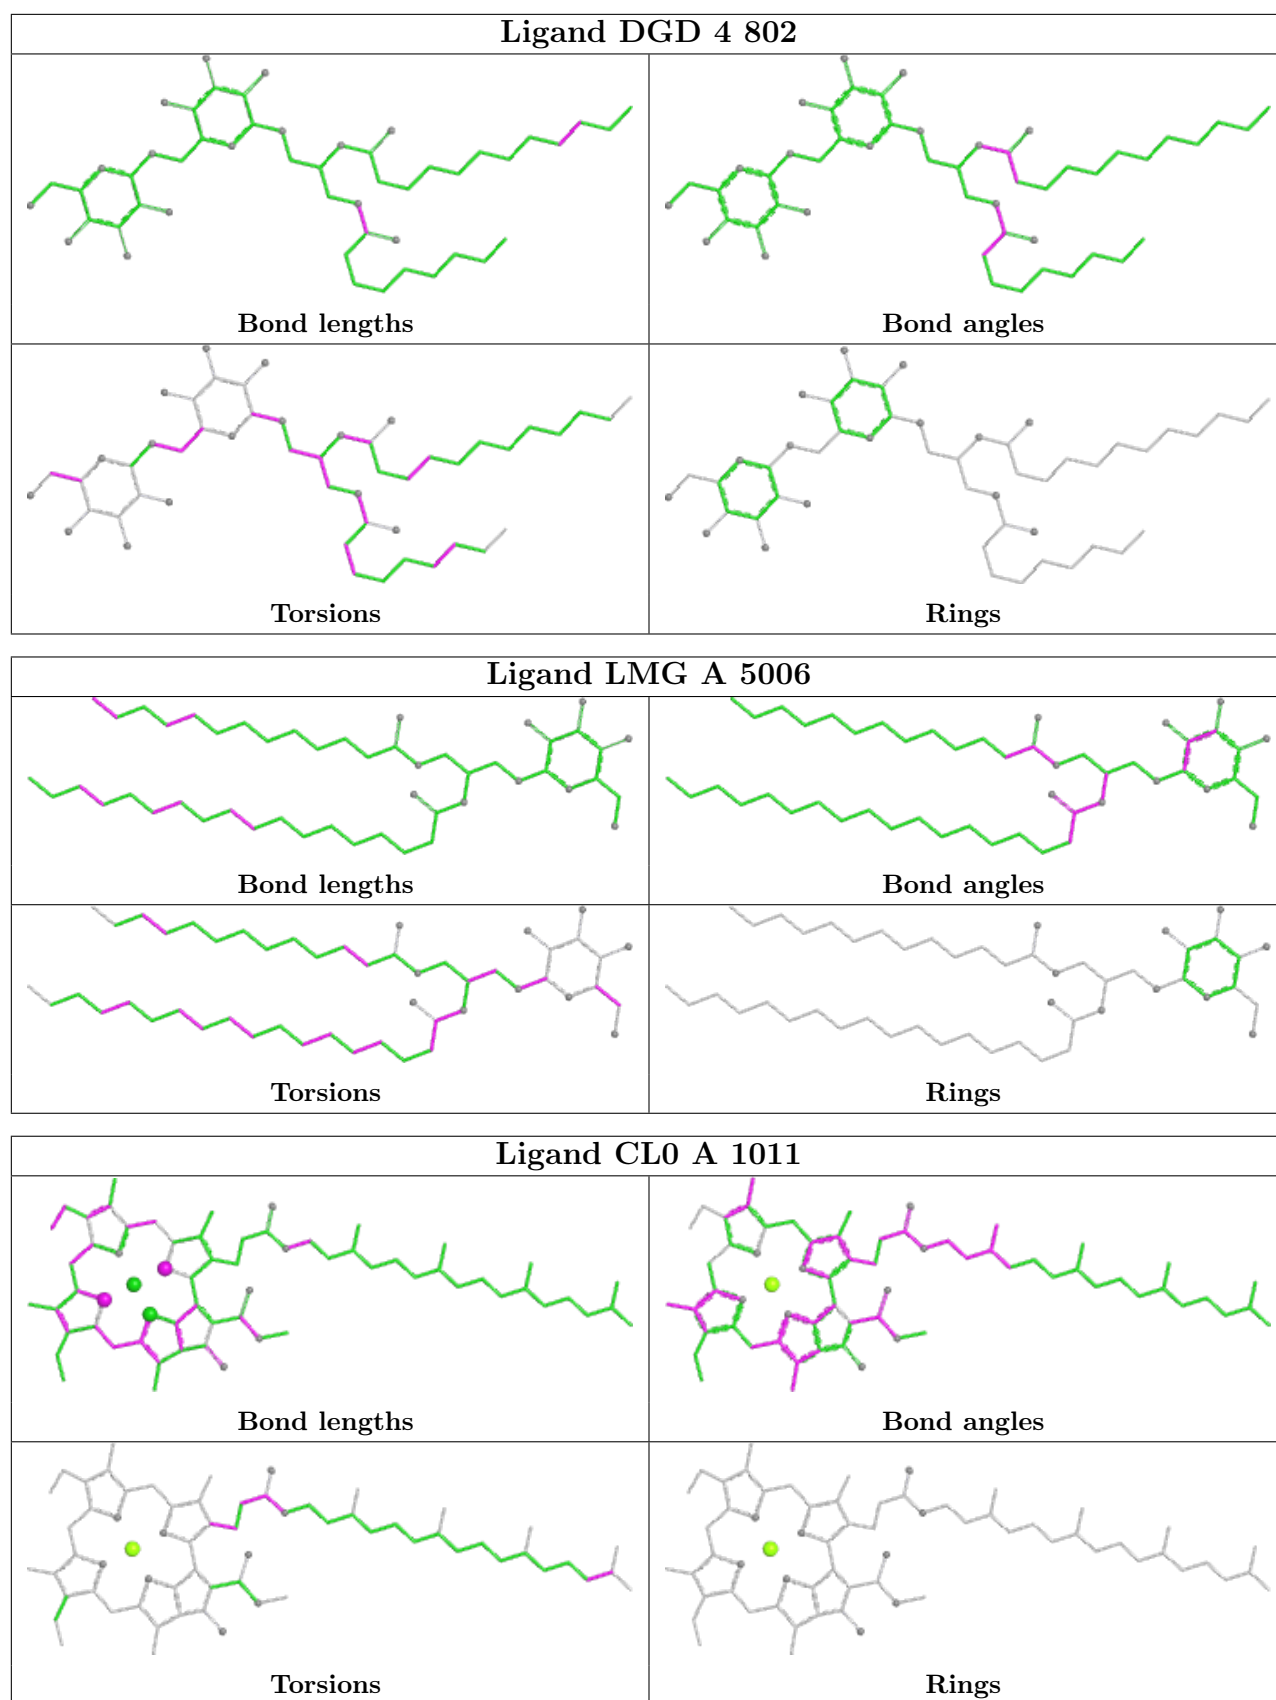 Ligand DGD 4 802
Bond lengths
Bond angles
Torsions
Rings
Ligand LMG A 5006
Bond lengths
Bond angles
Torsions
Rings
Ligand CL0 A 1011
Bond lengths
Bond angles
Torsions
Rings